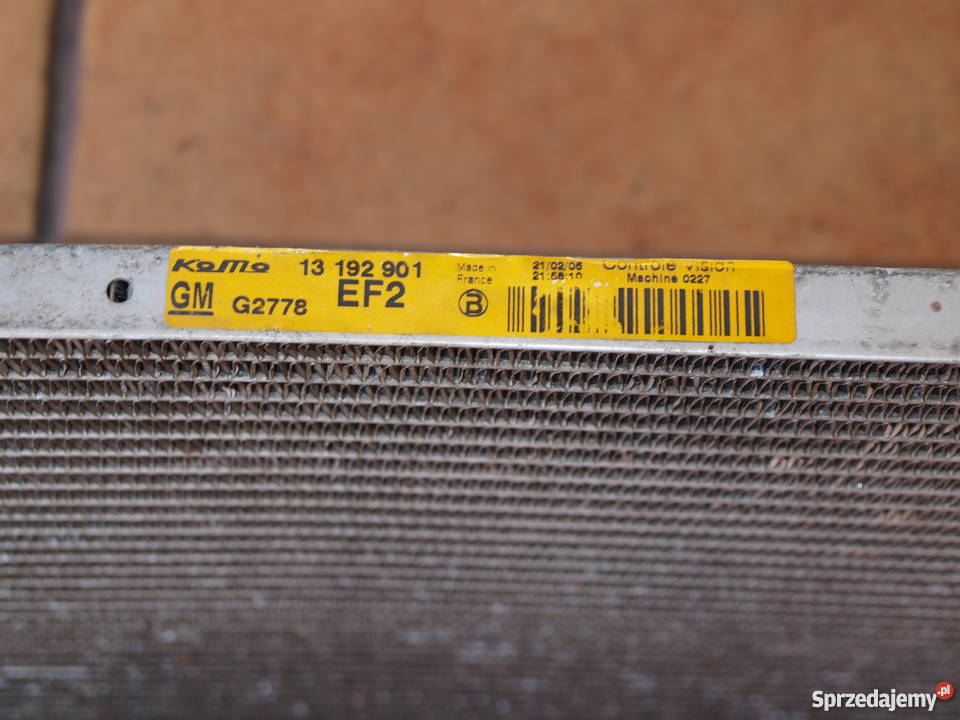 KoMo 13 192 901
GM G2778 EF2
Made in
France
B
21/02/06
21:56:10
Controle vision
Machine 0227
Sprzedajemy.pl